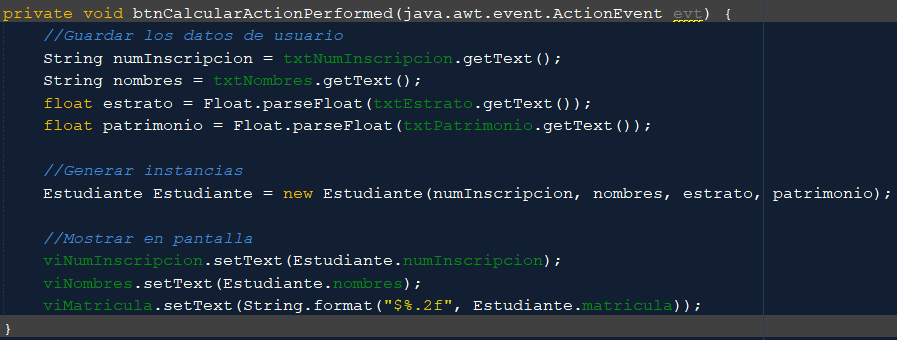 private void btnCalcularActionPerformed(java.awt.event.ActionEvent evt) {
//Guardar los datos de usuario
String numInscripcion = txtNumInscripcion.getText();
String nombres = txtNombres.getText();
float estrato = Float.parseFloat(txtEstrato.getText());
float patrimonio = Float.parseFloat(txtPatrimonio.getText());
//Generar instancias
Estudiante Estudiante = new Estudiante(numInscripcion, nombres, estrato, patrimonio);
//Mostrar en pantalla
viNumInscripcion.setText(Estudiante.numInscripcion);
viNombres.setText(Estudiante.nombres);
viMatricula.setText(String.format("$%.2f", Estudiante.matricula));
}